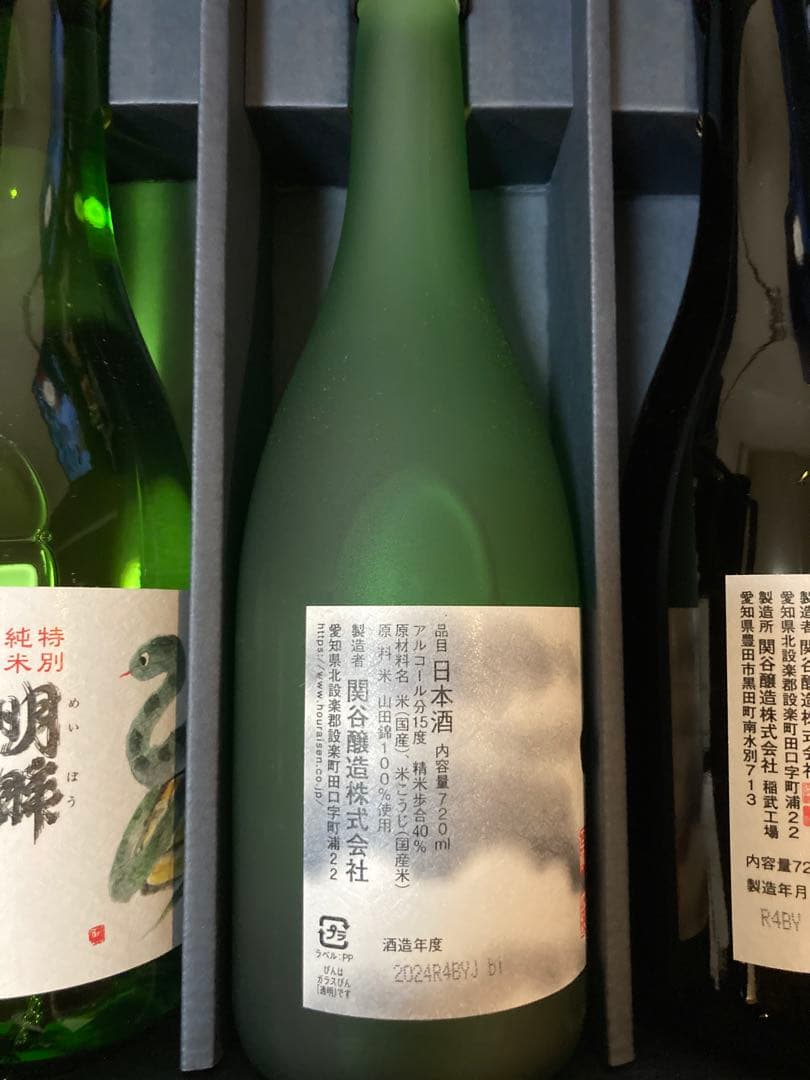 特別
純米
明眸
めい ぼう
品目 日本酒 内容量720ml
アルコール分15度 精米歩合40%
原材料名 米(国産)、米こうじ(国産米)
原料米 山田錦100%使用
製造者 関谷醸造株式会社
愛知県北設楽郡設楽町田口字町浦22
https://www.houraisen.co.jp/
プラ
ラベル:PP
びんは
ガラスびん
(透明)です
酒造年度
2024R4BYJ
製造者 関谷醸造株式会社
愛知県北設楽郡設楽町田口字町浦22
製造所 関谷醸造株式会社 稲武工場
愛知県豊田市黒田町南水別713
内容量72
製造年月
R4BY